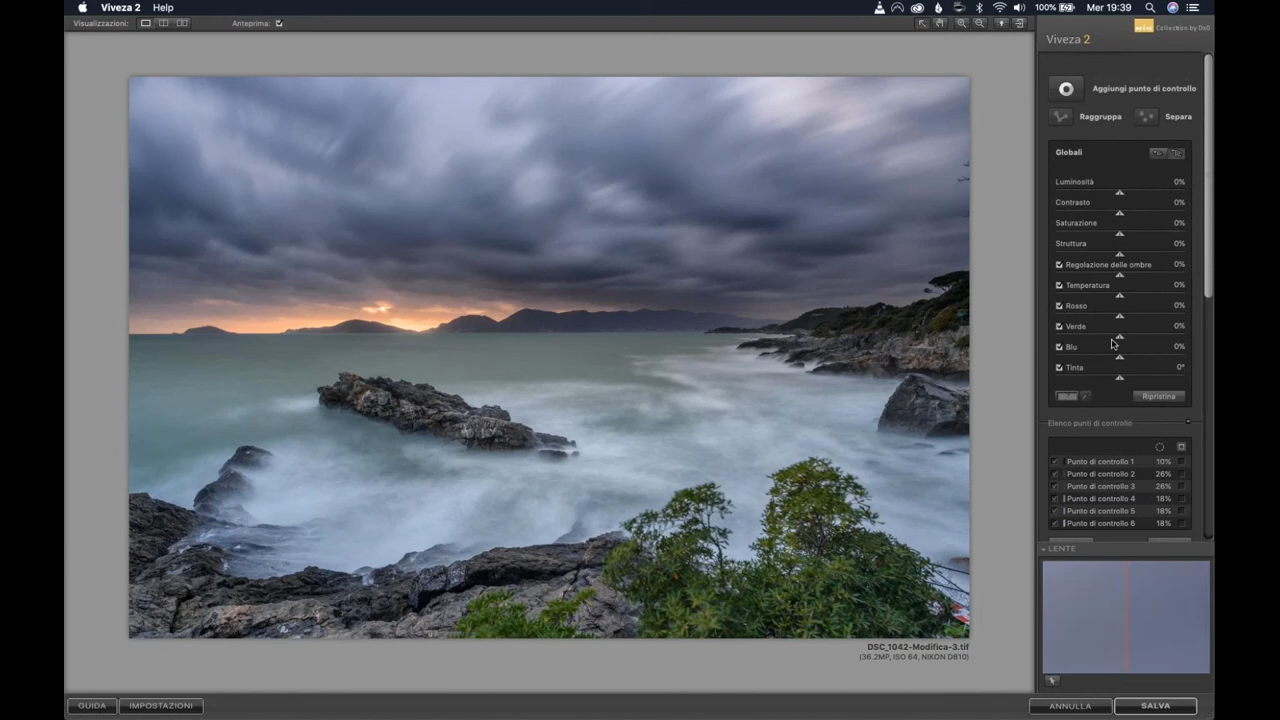 Viveza 2 Help 100% Mer 19:39
Visualizzazioni: Anteprima:
Collection by DxO
Viveza 2
Aggiungi punto di controllo
Raggruppa Separa
Globali
Luminosità 0%
Contrasto 0%
Saturazione 0%
Struttura 0%
Regolazione delle ombre 0%
Temperatura 0%
Rosso 0%
Verde 0%
Blu 0%
Tinta 0°
Ripristina
Elenco punti di controllo
Punto di controllo 1 10%
Punto di controllo 2 26%
Punto di controllo 3 26%
Punto di controllo 4 18%
Punto di controllo 5 18%
Punto di controllo 6 18%
LENTE
DSC_1042-Modifica-3.tif
(36.2MP, ISO 64, NIKON D810)
GUIDA IMPOSTAZIONI ANNULLA SALVA